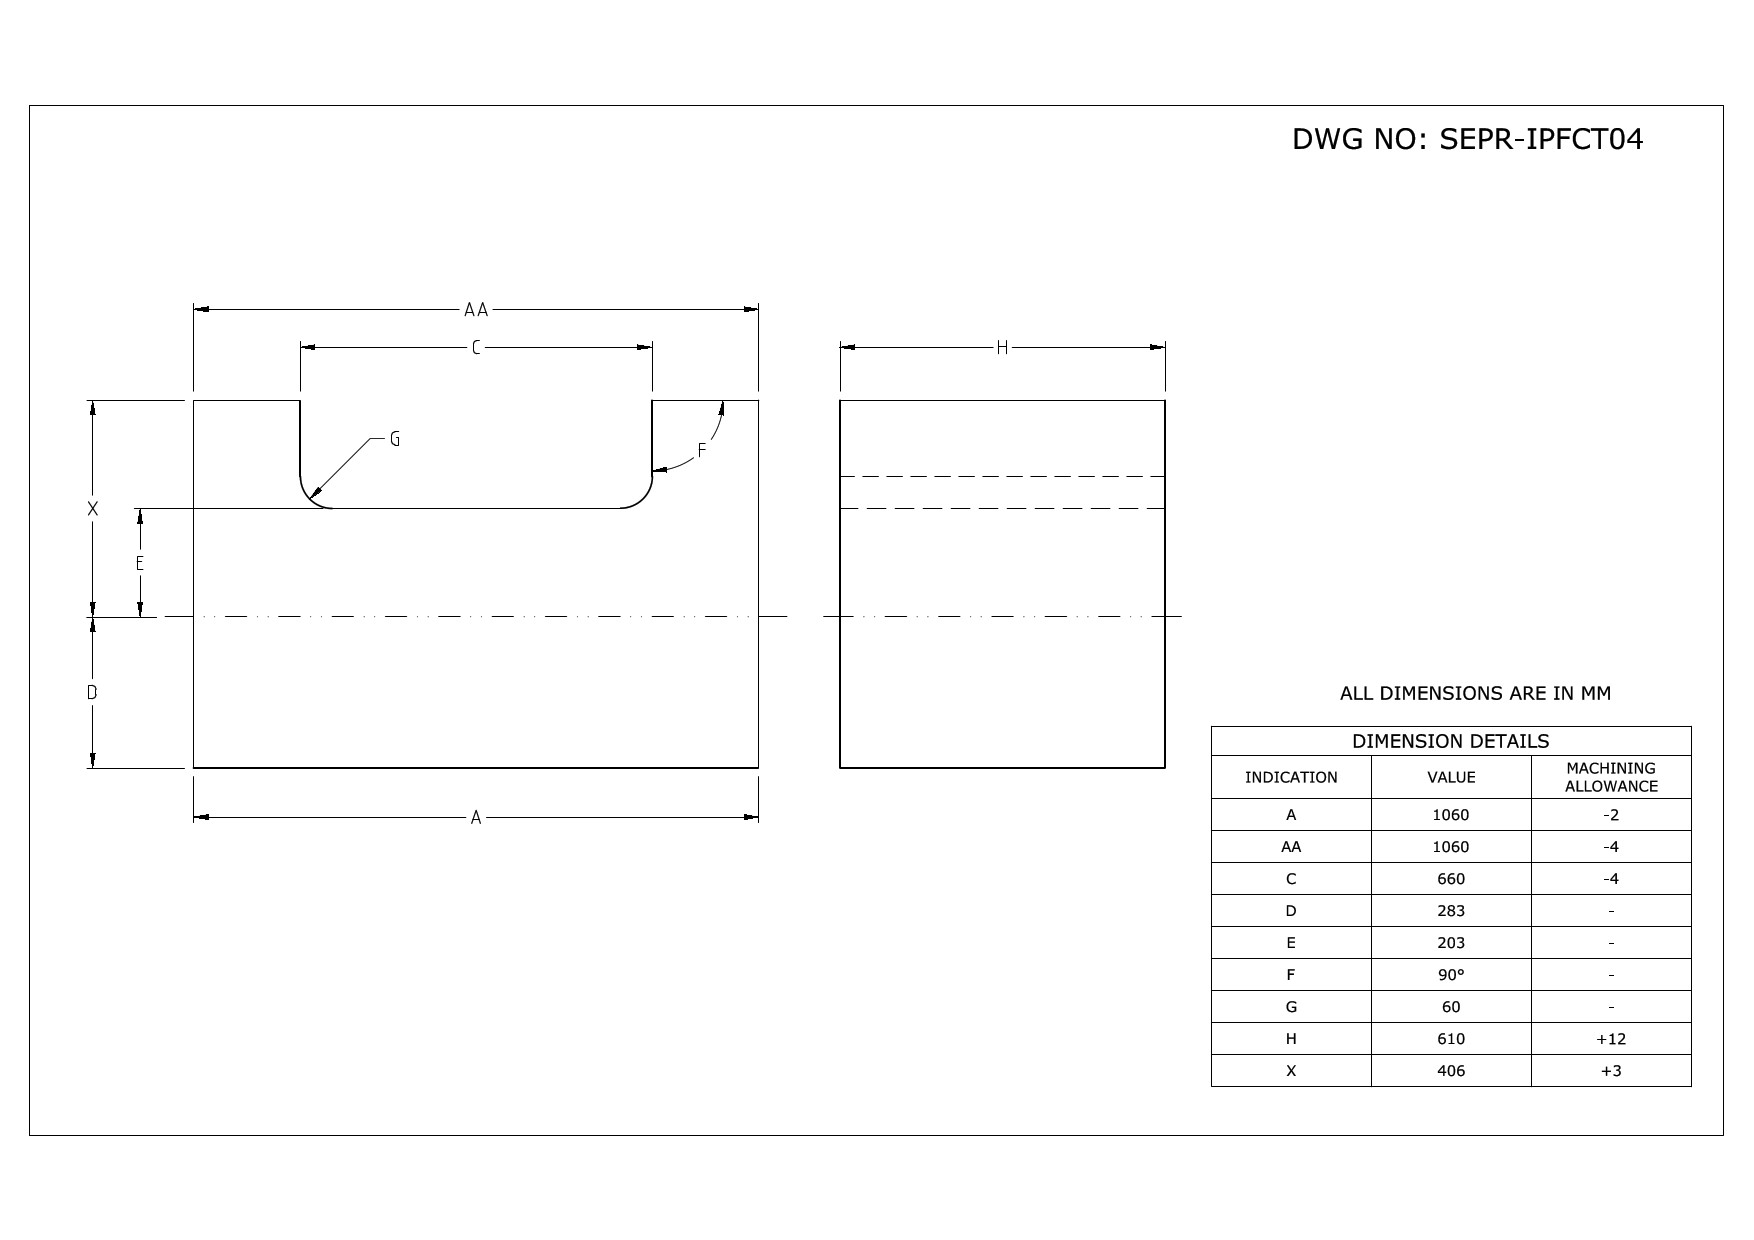 DWG NO: SEPR-IPFCT04
AA
C
H
G
F
X
E
D
A
ALL DIMENSIONS ARE IN MM
DIMENSION DETAILS
INDICATION VALUE MACHINING ALLOWANCE
A 1060 -2
AA 1060 -4
C 660 -4
D 283 -
E 203 -
F 90° -
G 60 -
H 610 +12
X 406 +3